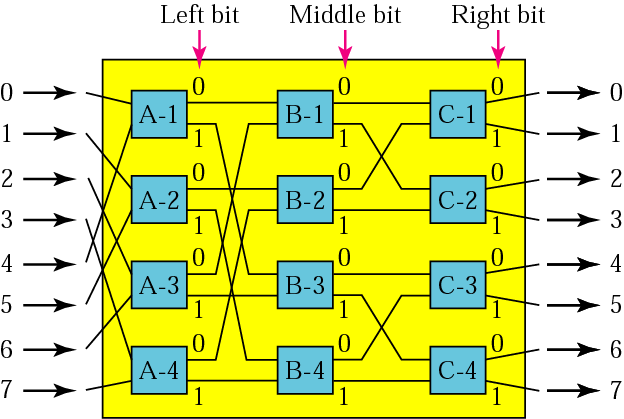 Left bit Middle bit Right bit
0 0 0
0 A-1 B-1 C-1 0
1 1 1 1 1
0 0 0
2 A-2 B-2 C-2 2
3 1 1 1 3
0 0 0
4 A-3 B-3 C-3 4
5 1 1 1 5
0 0 0
6 A-4 B-4 C-4 6
7 1 1 1 7